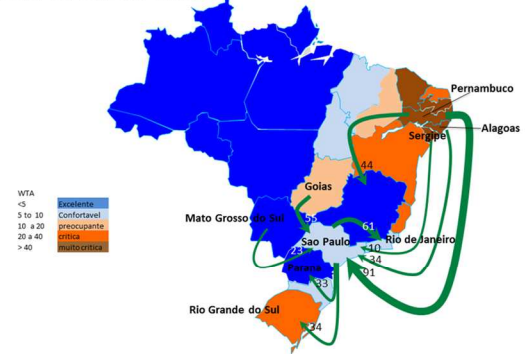 Pernambuco
Alagoas
Sergipe
44
Goias
WTA
<5 Excelente
5 to 10 Confortavel
10 a 20 preocupante
20 a 40 critica
> 40 muito critica
Mato Grosso do Sul
55
61
Rio de Janeiro
Sao Paulo
23
10
34
91
Parana
33
Rio Grande do Sul
34